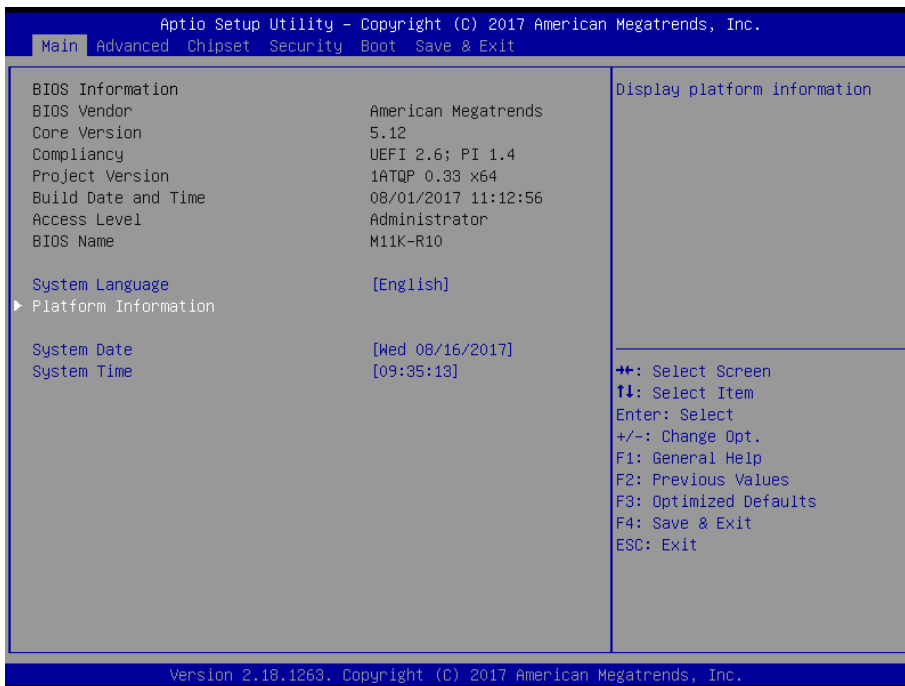 Aptio Setup Utility – Copyright (C) 2017 American Megatrends, Inc.
Main Advanced Chipset Security Boot Save & Exit
BIOS Information
BIOS Vendor American Megatrends
Core Version 5.12
Compliancy UEFI 2.6; PI 1.4
Project Version 1ATQP 0.33 x64
Build Date and Time 08/01/2017 11:12:56
Access Level Administrator
BIOS Name M11K-R10
System Language [English]
Platform Information
System Date [Wed 08/16/2017]
System Time [09:35:13]
Display platform information
→←: Select Screen
↑↓: Select Item
Enter: Select
+/-: Change Opt.
F1: General Help
F2: Previous Values
F3: Optimized Defaults
F4: Save & Exit
ESC: Exit
Version 2.18.1263. Copyright (C) 2017 American Megatrends, Inc.